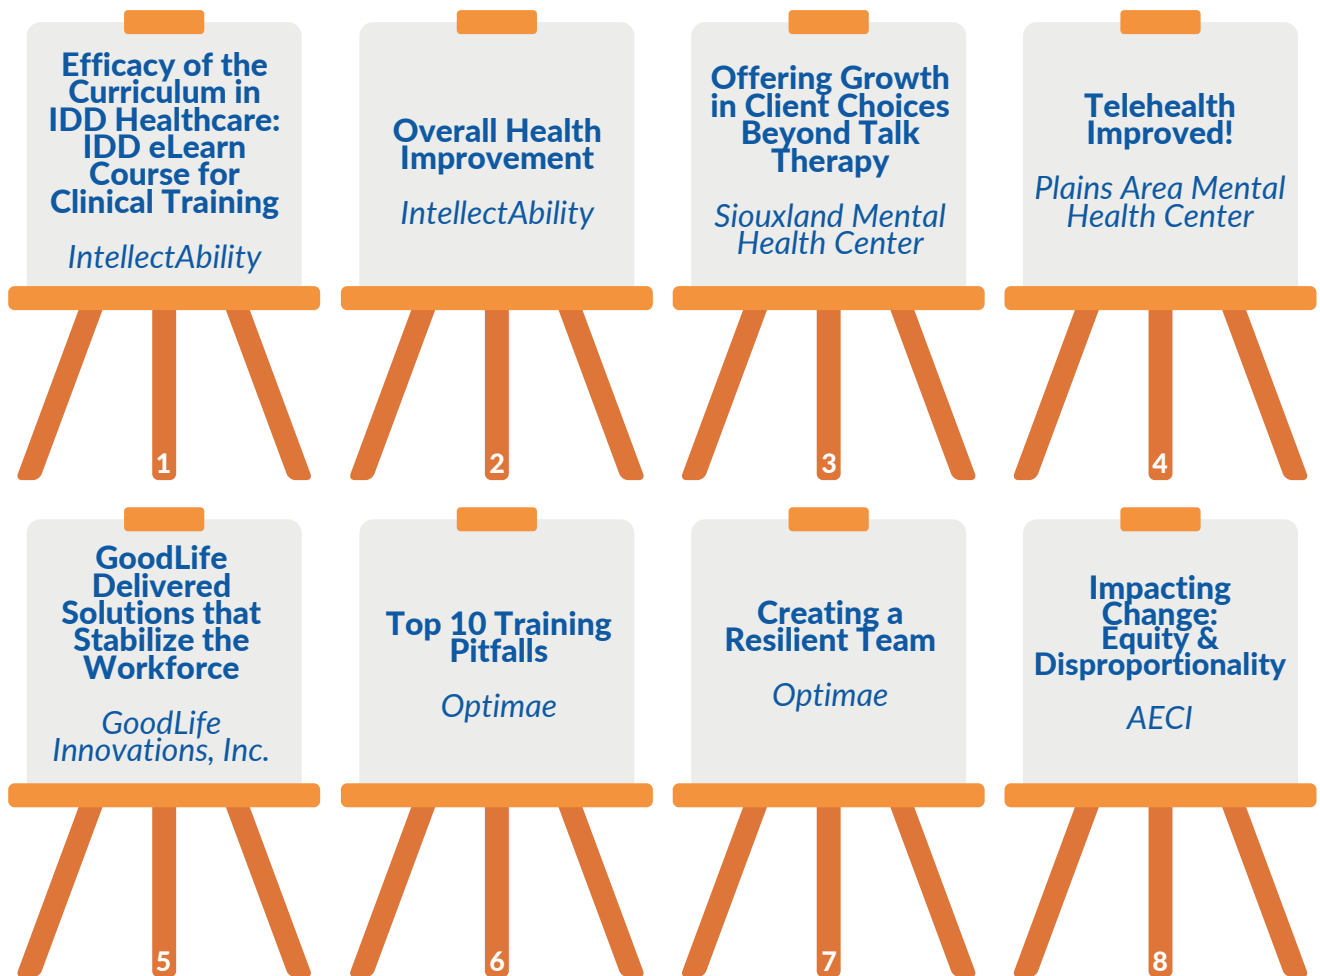 Efficacy of the
Curriculum in
IDD Healthcare:
IDD eLearn
Course for
Clinical Training
IntellectAbility
1
Overall Health
Improvement
IntellectAbility
2
Offering Growth
in Client Choices
Beyond Talk
Therapy
Siouxland Mental
Health Center
3
Telehealth
Improved!
Plains Area Mental
Health Center
4
GoodLife
Delivered
Solutions that
Stabilize the
Workforce
GoodLife
Innovations, Inc.
5
Top 10 Training
Pitfalls
Optimae
6
Creating a
Resilient Team
Optimae
7
Impacting
Change:
Equity &
Disproportionality
AECI
8